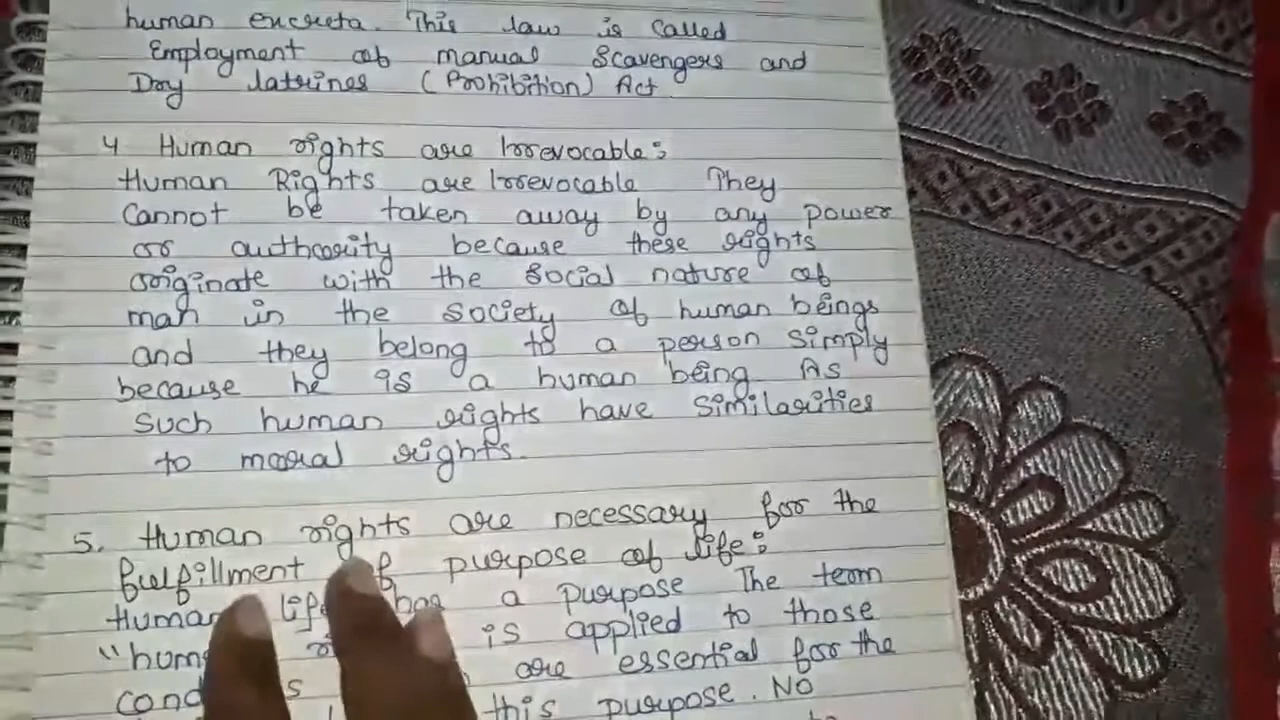 human excreta. This law is called
Employment of manual Scavengers and
Dry latrines (Prohibition) Act.
4 Human rights are Irrevocable:
Human Rights are Irrevocable They
Cannot be taken away by any power
or authority because these rights
originate with the social nature of
man in the society of human beings
and they belong to a person simply
because he is a human being. As
Such human rights have similarities
to moral rights.
5. Human rights are necessary for the
fulfillment of purpose of life:
Human life has a purpose The term
is applied to those
are essential for the
this purpose. No